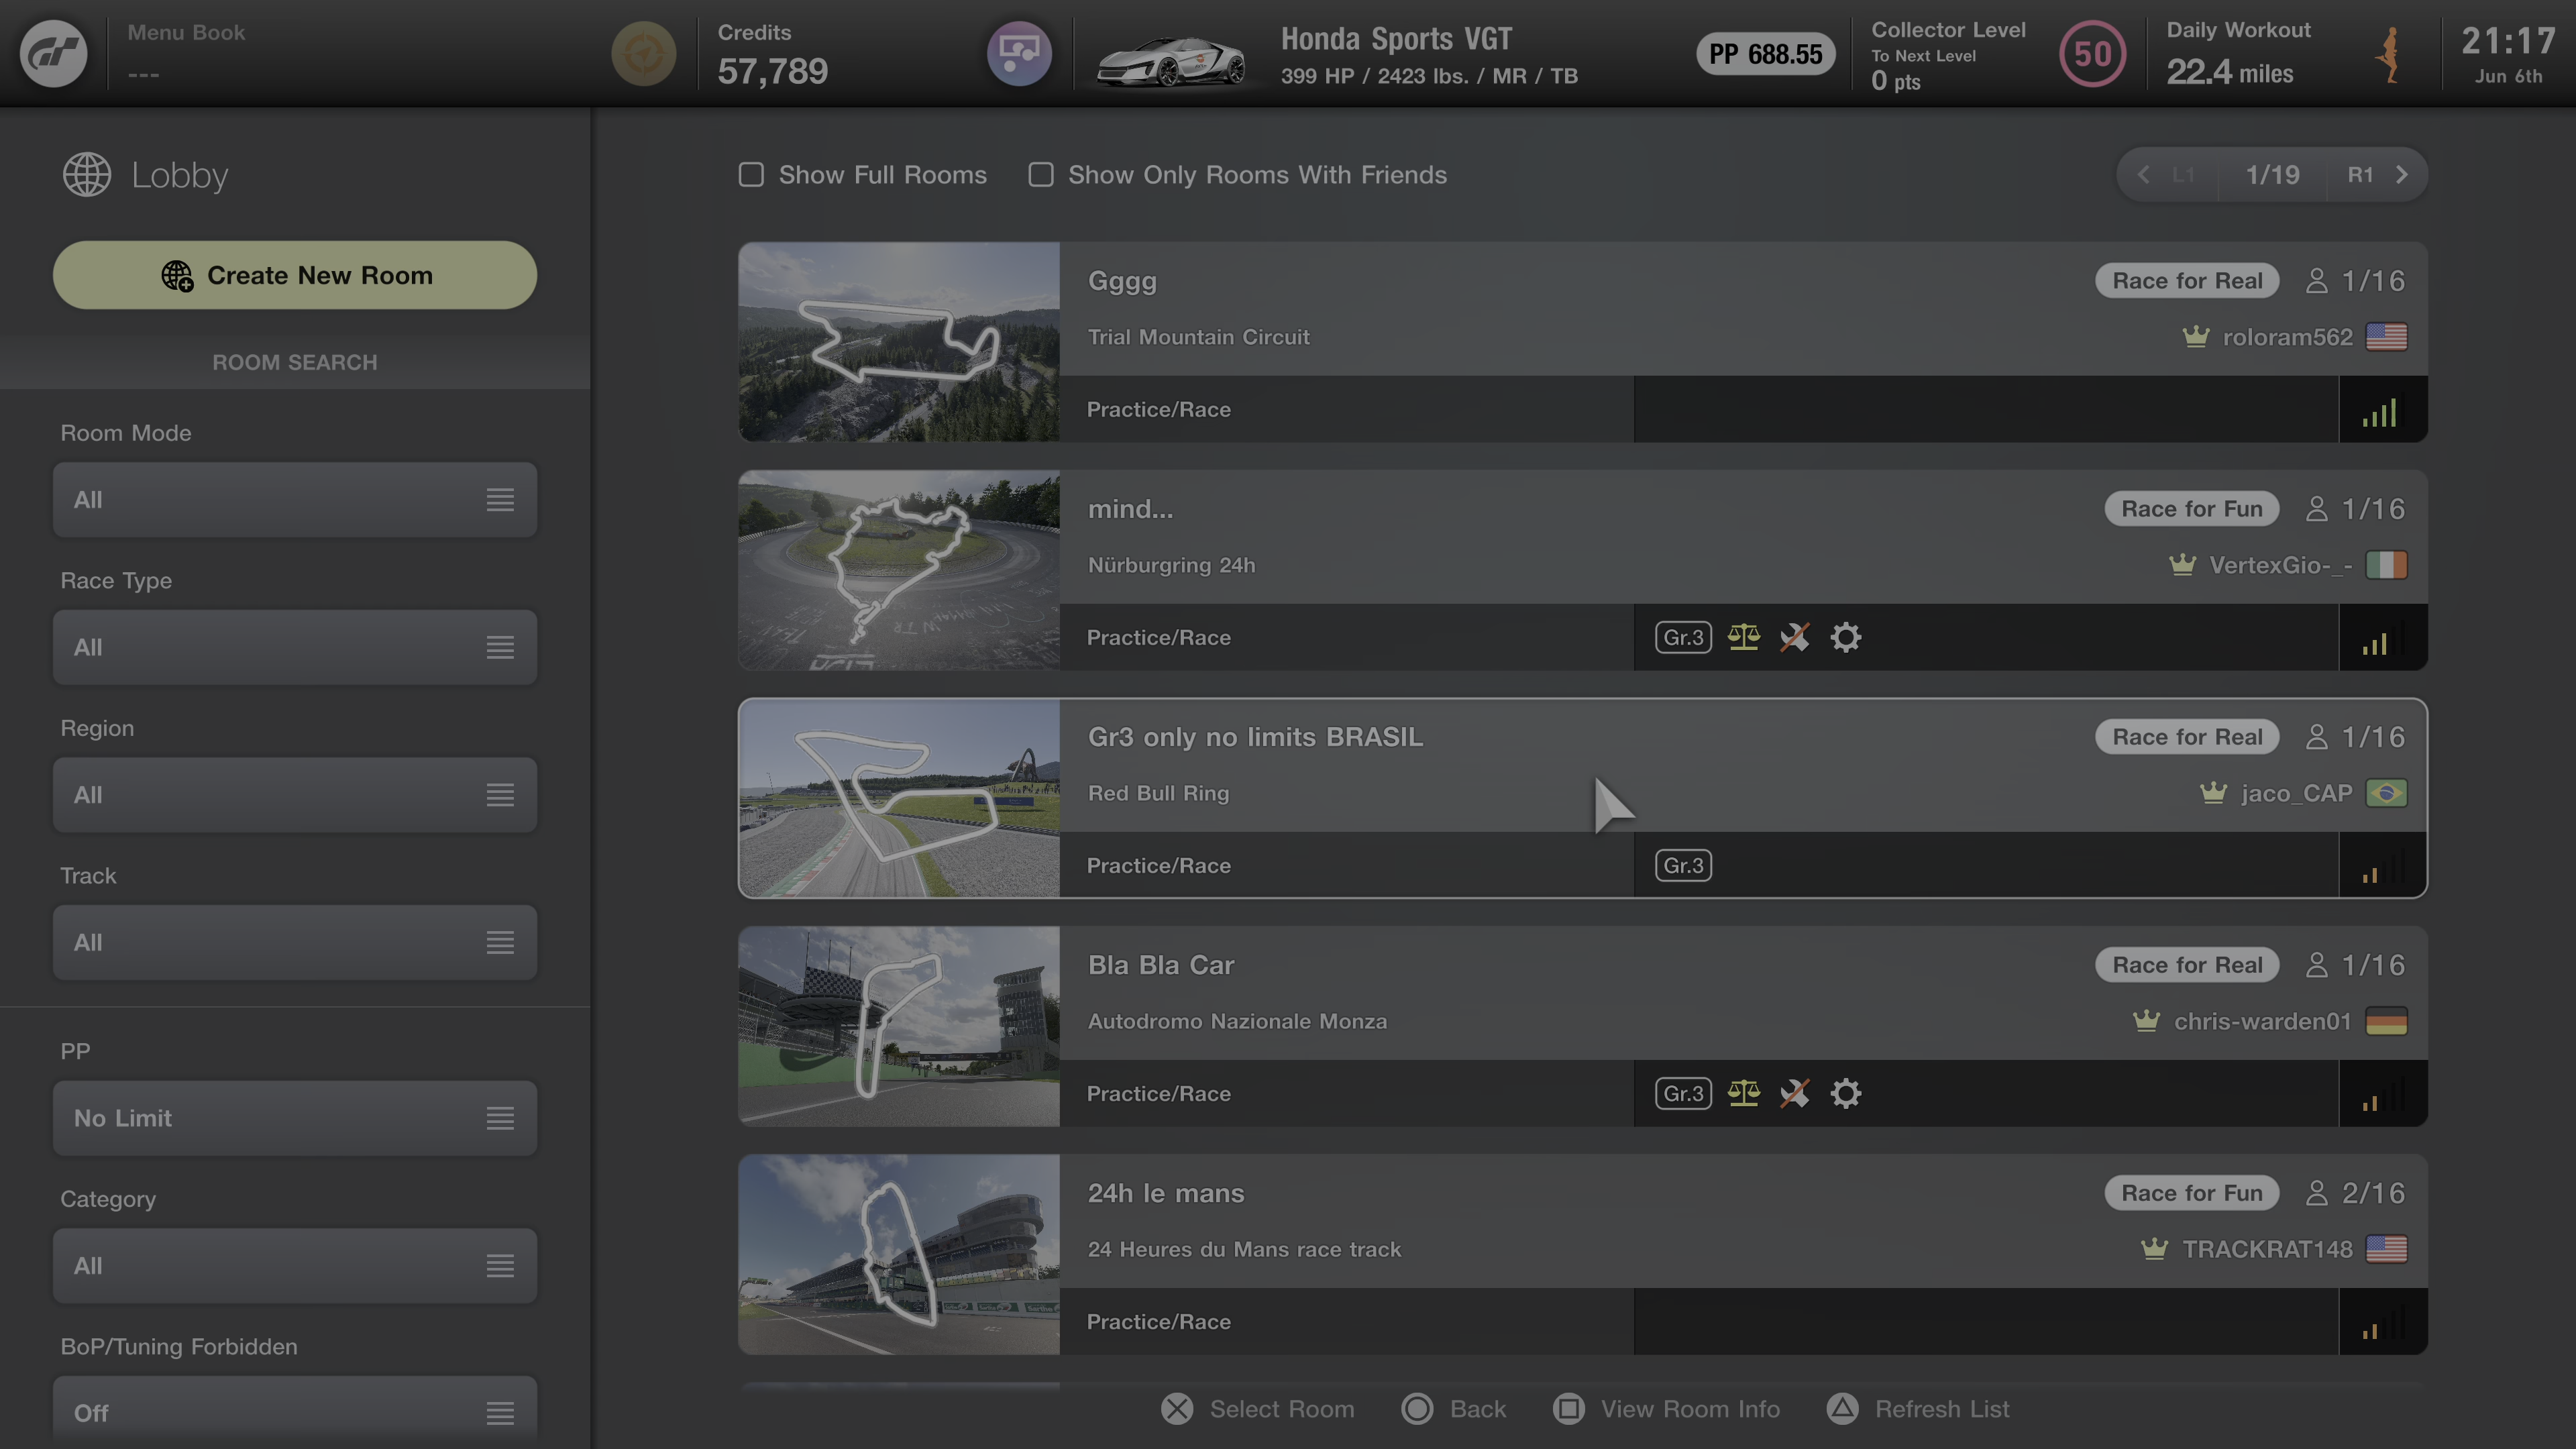 Menu Book
---
Credits
57,789
Honda Sports VGT
399 HP / 2423 lbs. / MR / TB
PP 688.55
Collector Level
To Next Level
0 pts
50
Daily Workout
22.4 miles
21:17
Jun 6th
Lobby
Create New Room
ROOM SEARCH
Room Mode
All
Race Type
All
Region
All
Track
All
PP
No Limit
Category
All
BoP/Tuning Forbidden
Off
Show Full Rooms
Show Only Rooms With Friends
L1 1/19 R1
Gggg
Race for Real 1/16
Trial Mountain Circuit
roloram562
Practice/Race
mind...
Race for Fun 1/16
Nürburgring 24h
VertexGio-_-
Practice/Race
Gr.3
Gr3 only no limits BRASIL
Race for Real 1/16
Red Bull Ring
jaco_CAP
Practice/Race
Gr.3
Bla Bla Car
Race for Real 1/16
Autodromo Nazionale Monza
chris-warden01
Practice/Race
Gr.3
24h le mans
Race for Fun 2/16
24 Heures du Mans race track
TRACKRAT148
Practice/Race
Select Room
Back
View Room Info
Refresh List